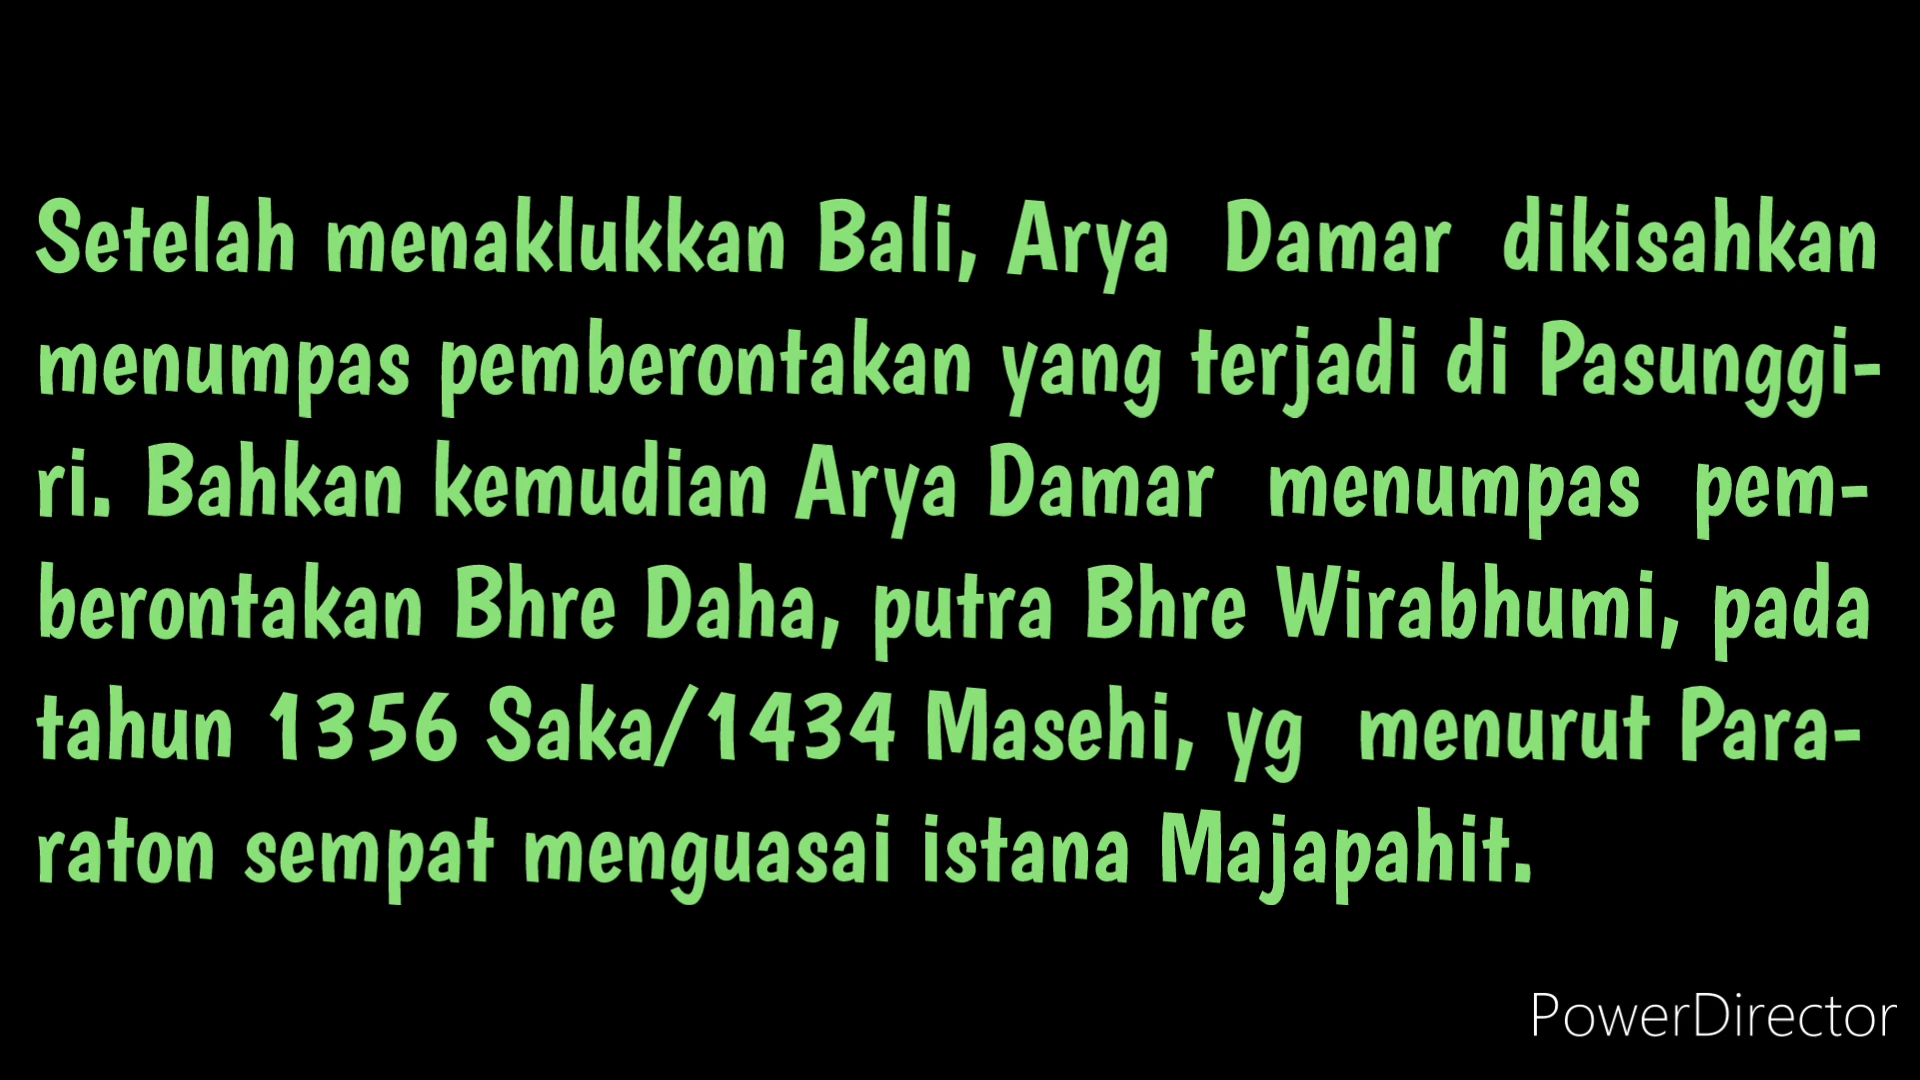 Setelah menaklukkan Bali, Arya Damar dikisahkan
menumpas pemberontakan yang terjadi di Pasunggi-
ri. Bahkan kemudian Arya Damar menumpas pem-
berontakan Bhre Daha, putra Bhre Wirabhumi, pada
tahun 1356 Saka/1434 Masehi, yg menurut Para-
raton sempat menguasai istana Majapahit.
PowerDirector